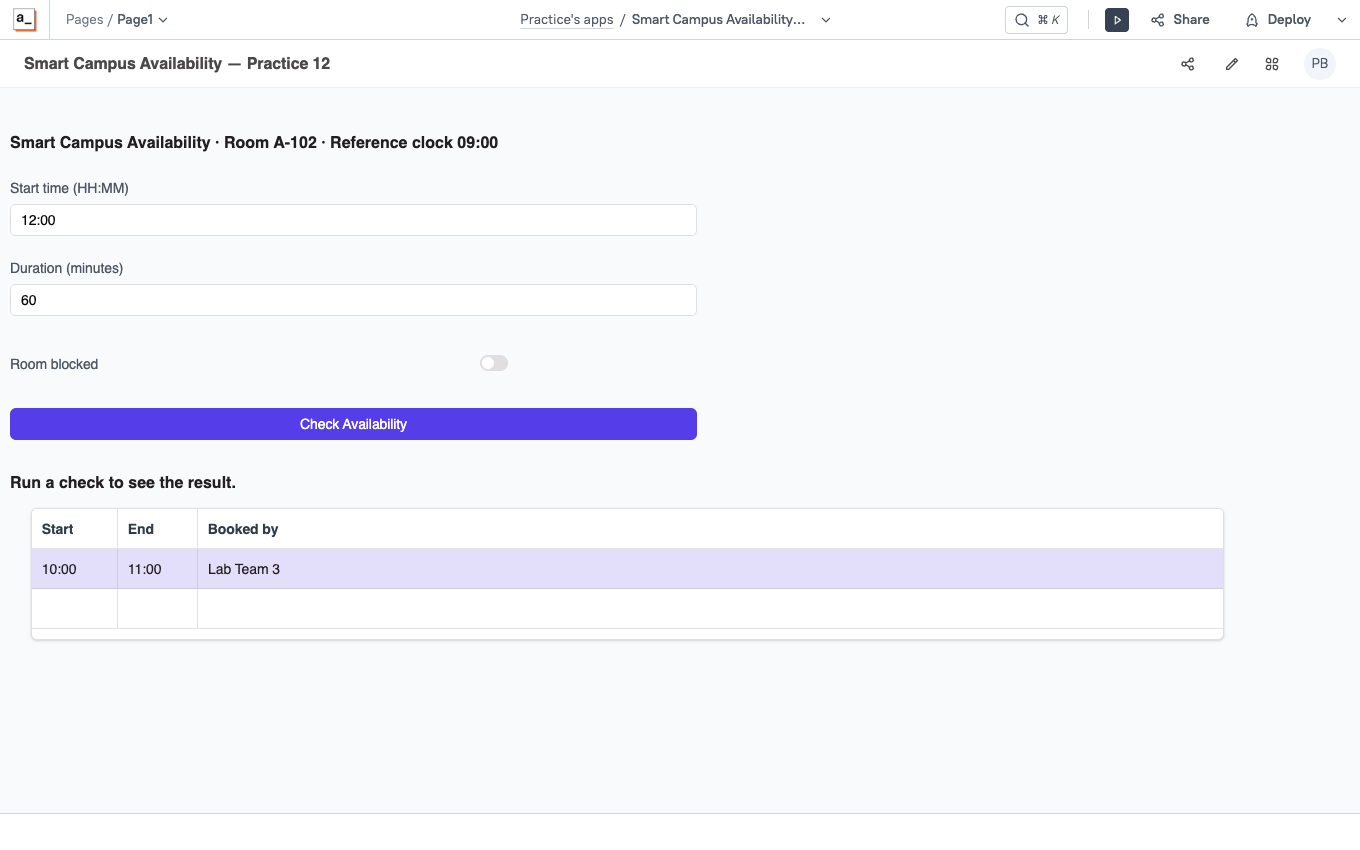 a_ Pages / Page1 Practice's apps / Smart Campus Availability... ⌘ K Share Deploy
Smart Campus Availability — Practice 12 PB
Smart Campus Availability · Room A-102 · Reference clock 09:00
Start time (HH:MM)
12:00
Duration (minutes)
60
Room blocked
Check Availability
Run a check to see the result.
Start End Booked by
10:00 11:00 Lab Team 3